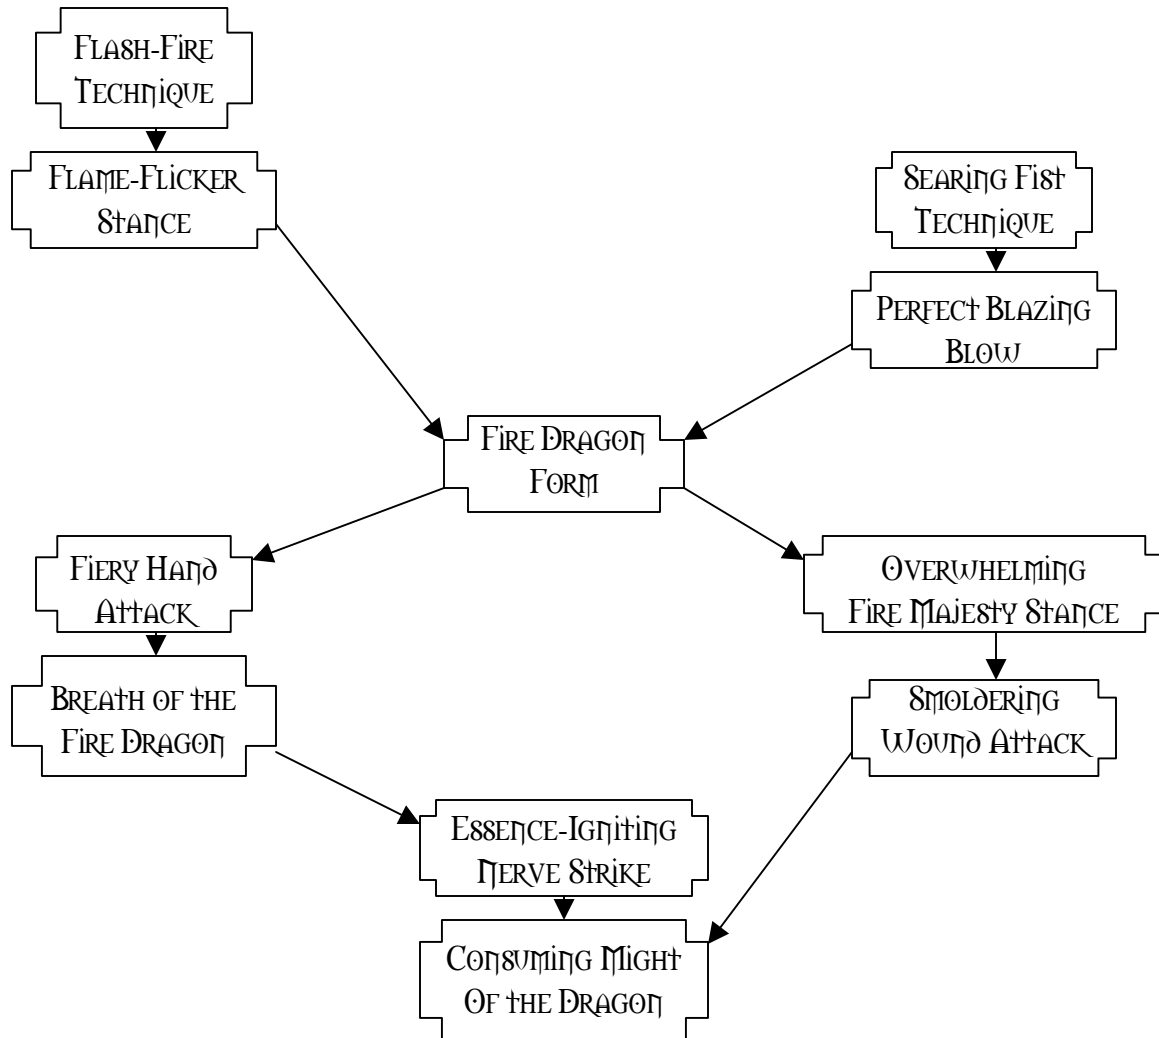 Flash-Fire
Technique
Flame-Flicker
Stance
Searing Fist
Technique
Perfect Blazing
Blow
Fire Dragon
Form
Fiery Hand
Attack
Overwhelming
Fire Majesty Stance
Breath of the
Fire Dragon
Smoldering
Wound Attack
Essence-Igniting
Nerve Strike
Consuming Might
Of the Dragon